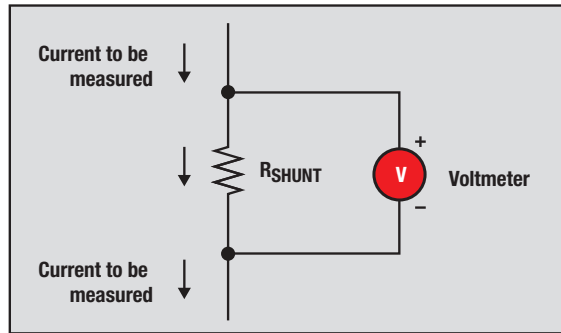 Current to be
measured
+
RSHUNT
V
Voltmeter
−
Current to be
measured